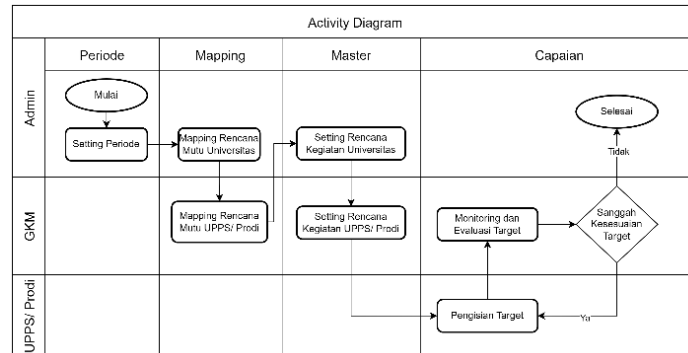 Activity Diagram
Periode
Mapping
Master
Capaian
Admin
Mulai
Selesai
Setting Periode
Mapping Rencana
Mutu Universitas
Setting Rencana
Kegiatan Universitas
Tidak
GKM
Mapping Rencana
Mutu UPPS/ Prodi
Setting Rencana
Kegiatan UPPS/ Prodi
Monitoring dan
Evaluasi Target
Sanggah
Kesesuaian
Target
UPPS/ Prodi
Pengisian Target
Ya